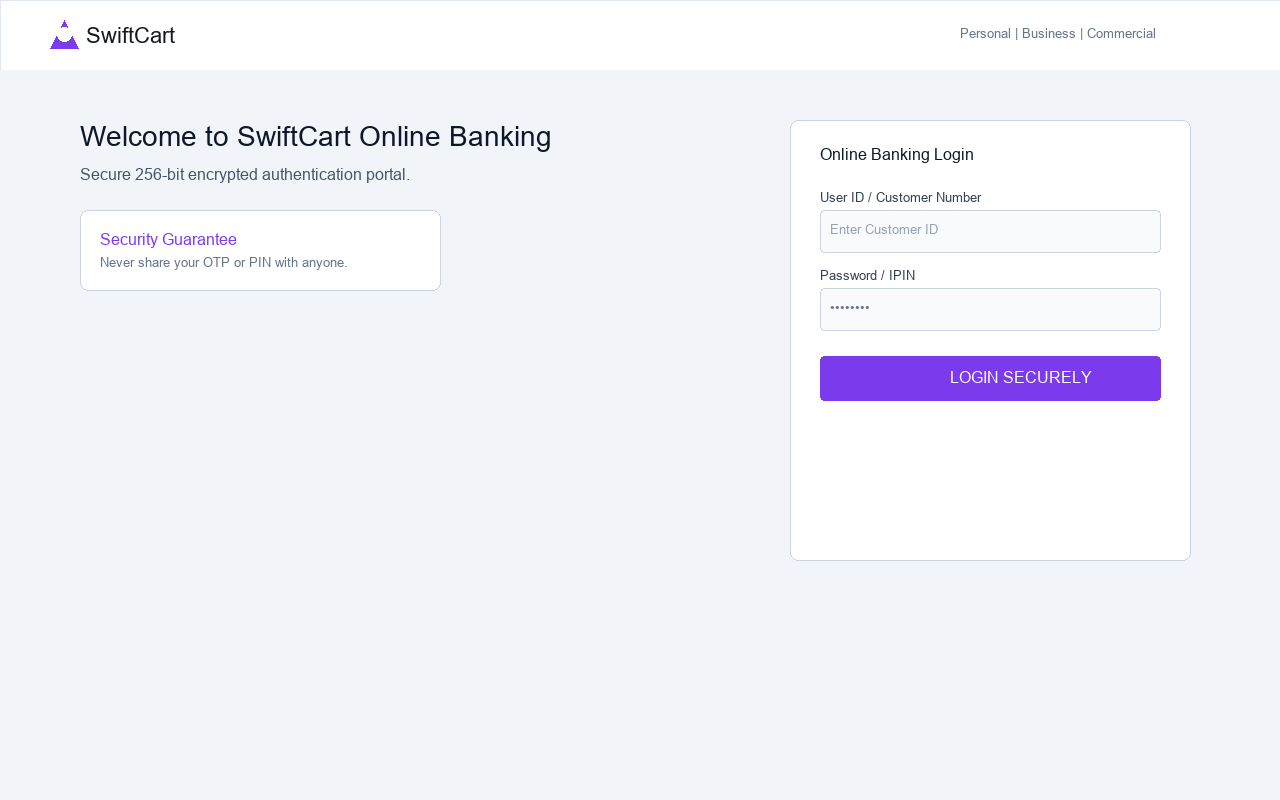 SwiftCart
Personal | Business | Commercial
Welcome to SwiftCart Online Banking
Secure 256-bit encrypted authentication portal.
Security Guarantee
Never share your OTP or PIN with anyone.
Online Banking Login
User ID / Customer Number
Enter Customer ID
Password / IPIN
••••••••
LOGIN SECURELY